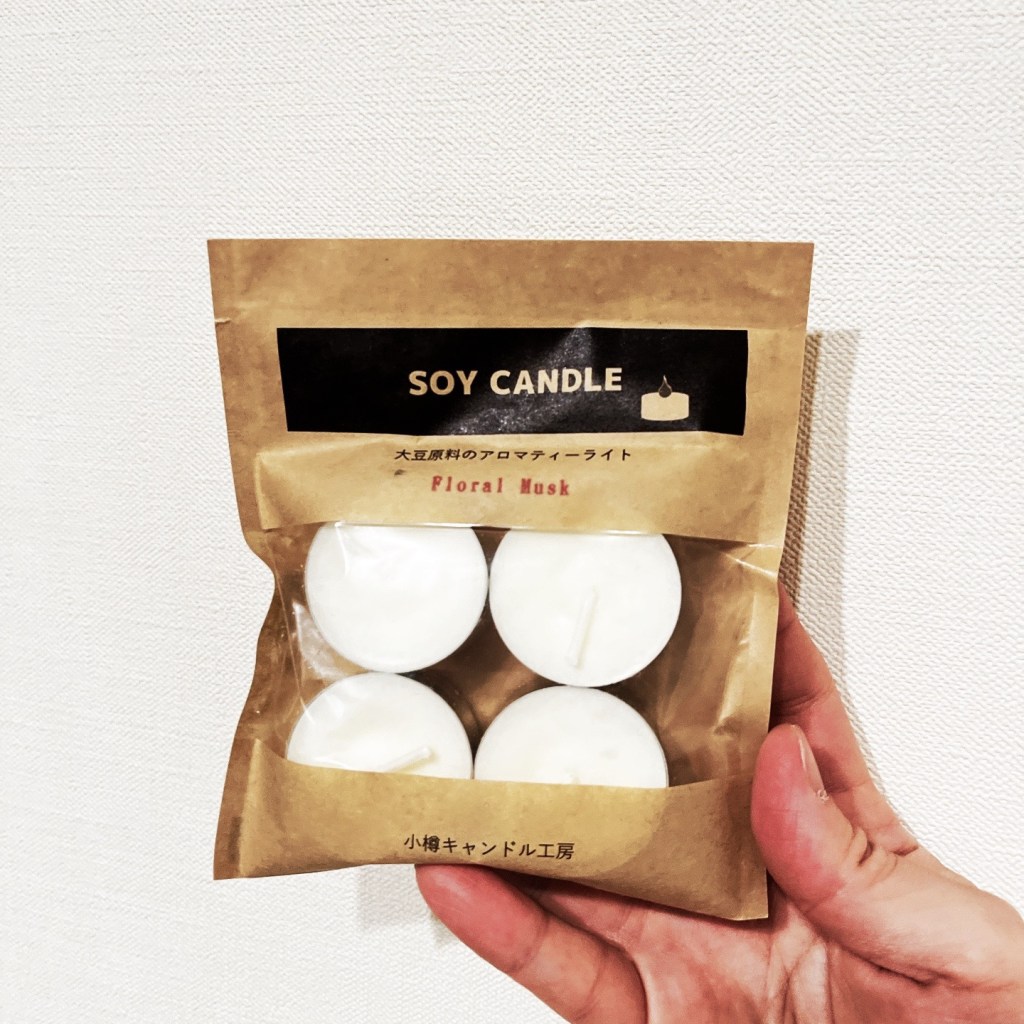 SOY CANDLE
大豆原料のアロマティーライト
Floral Musk
小樽キャンドル工房